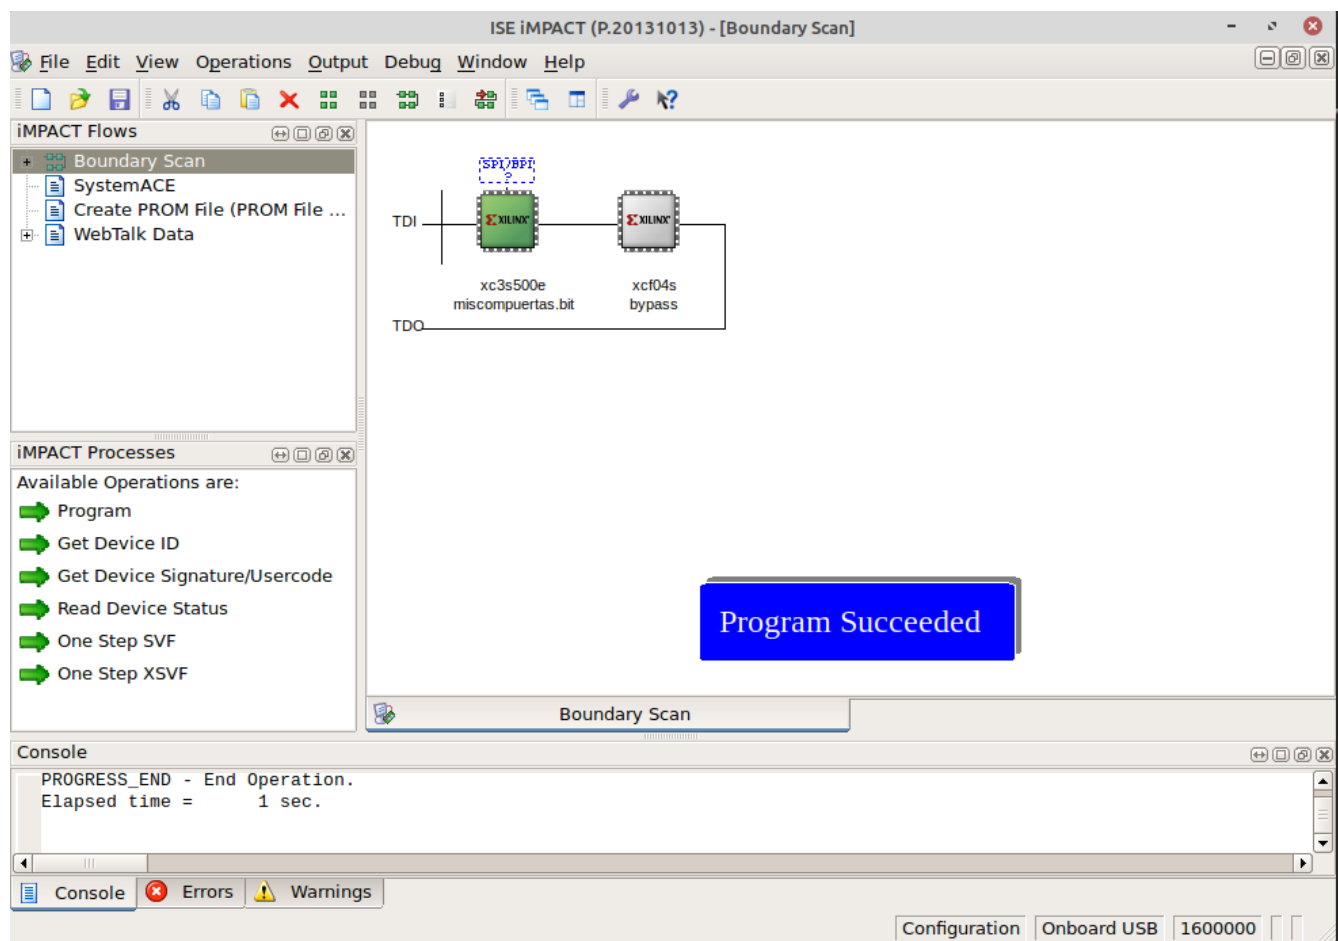 ISE iMPACT (P.20131013) - [Boundary Scan]
File Edit View Operations Output Debug Window Help
iMPACT Flows
Boundary Scan
SystemACE
Create PROM File (PROM File ...
WebTalk Data
SPI/BPI
?
TDI
XILINX
XILINX
xc3s500e
miscompuertas.bit
xcf04s
bypass
TDO
iMPACT Processes
Available Operations are:
Program
Get Device ID
Get Device Signature/Usercode
Read Device Status
One Step SVF
One Step XSVF
Program Succeeded
Boundary Scan
Console
PROGRESS_END - End Operation.
Elapsed time =      1 sec.
Console Errors Warnings
Configuration Onboard USB 1600000